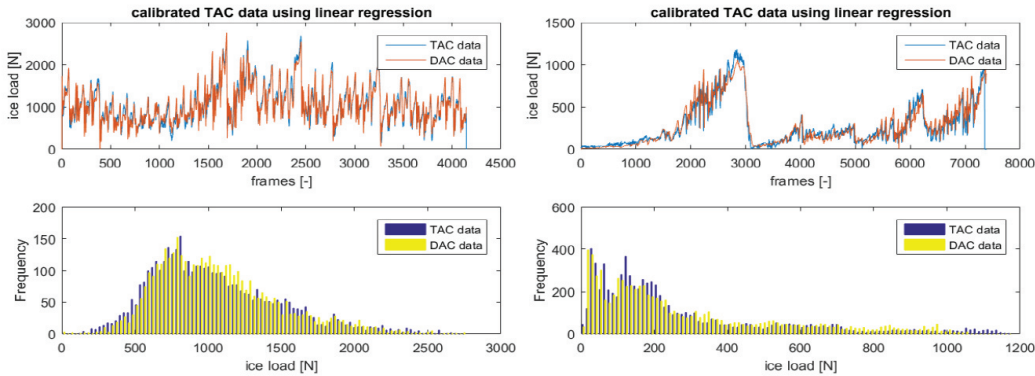 calibrated TAC data using linear regression
3000
2000
1000
0
ice load [N]
TAC data
DAC data
0 500 1000 1500 2000 2500 3000 3500 4000 4500
frames [-]
calibrated TAC data using linear regression
1500
1000
500
0
ice load [N]
TAC data
DAC data
0 1000 2000 3000 4000 5000 6000 7000 8000
frames [-]
200
150
100
50
0
Frequency
TAC data
DAC data
0 500 1000 1500 2000 2500 3000
ice load [N]
600
400
200
0
Frequency
TAC data
DAC data
0 200 400 600 800 1000 1200
ice load [N]